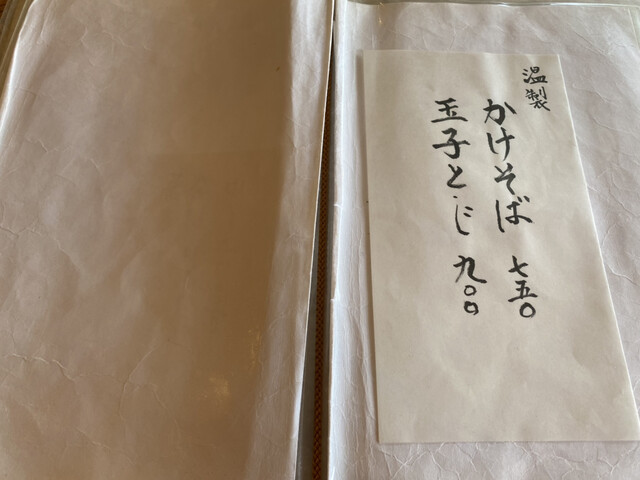 温製
かけそば 七五〇
玉子とじ 九〇〇